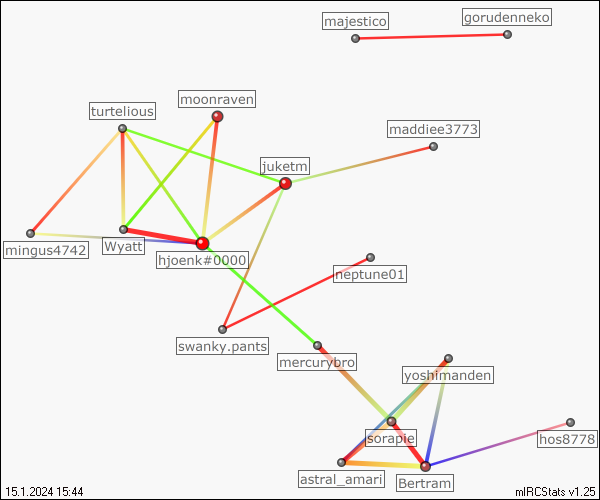 gorudenneko
majestico
moonraven
turtelious
maddiee3773
juketm
Wyatt
mingus4742
hjoenk#0000
neptune01
swanky.pants
mercurybro
yoshimanden
sorapie
hos8778
astral_amari
Bertram
15.1.2024 15:44
mIRCStats v1.25